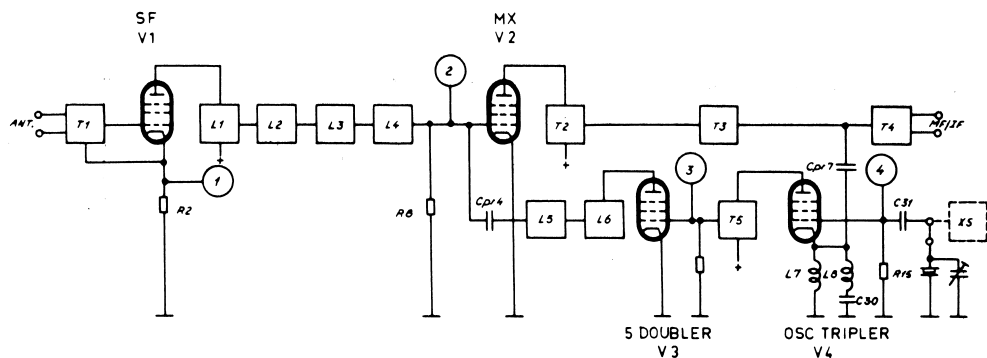 SF
V1
MX
V2
2
ANT.
T1
L1
L2
L3
L4
T2
T3
T4
MF/IF
+
+
1
3
4
Cpr7
Cpr4
R2
R8
L5
L6
T5
C31
XS
+
L7
L8
R15
C30
5 DOUBLER
V3
OSC TRIPLER
V4